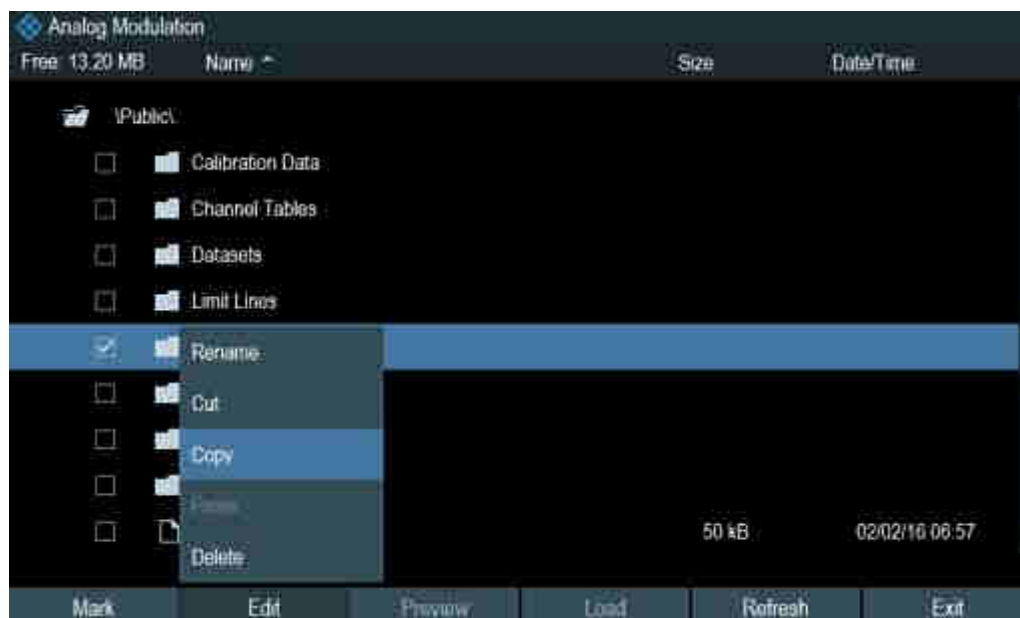 Analog Modulation
Free: 13.20 MB Name Size Date/Time
\Public\
Calibration Data
Channel Tables
Datasets
Limit Lines
Rename
Cut
Copy
Paste
50 kB 02/02/16 06:57
Delete
Mark Edit Preview Load Refresh Exit